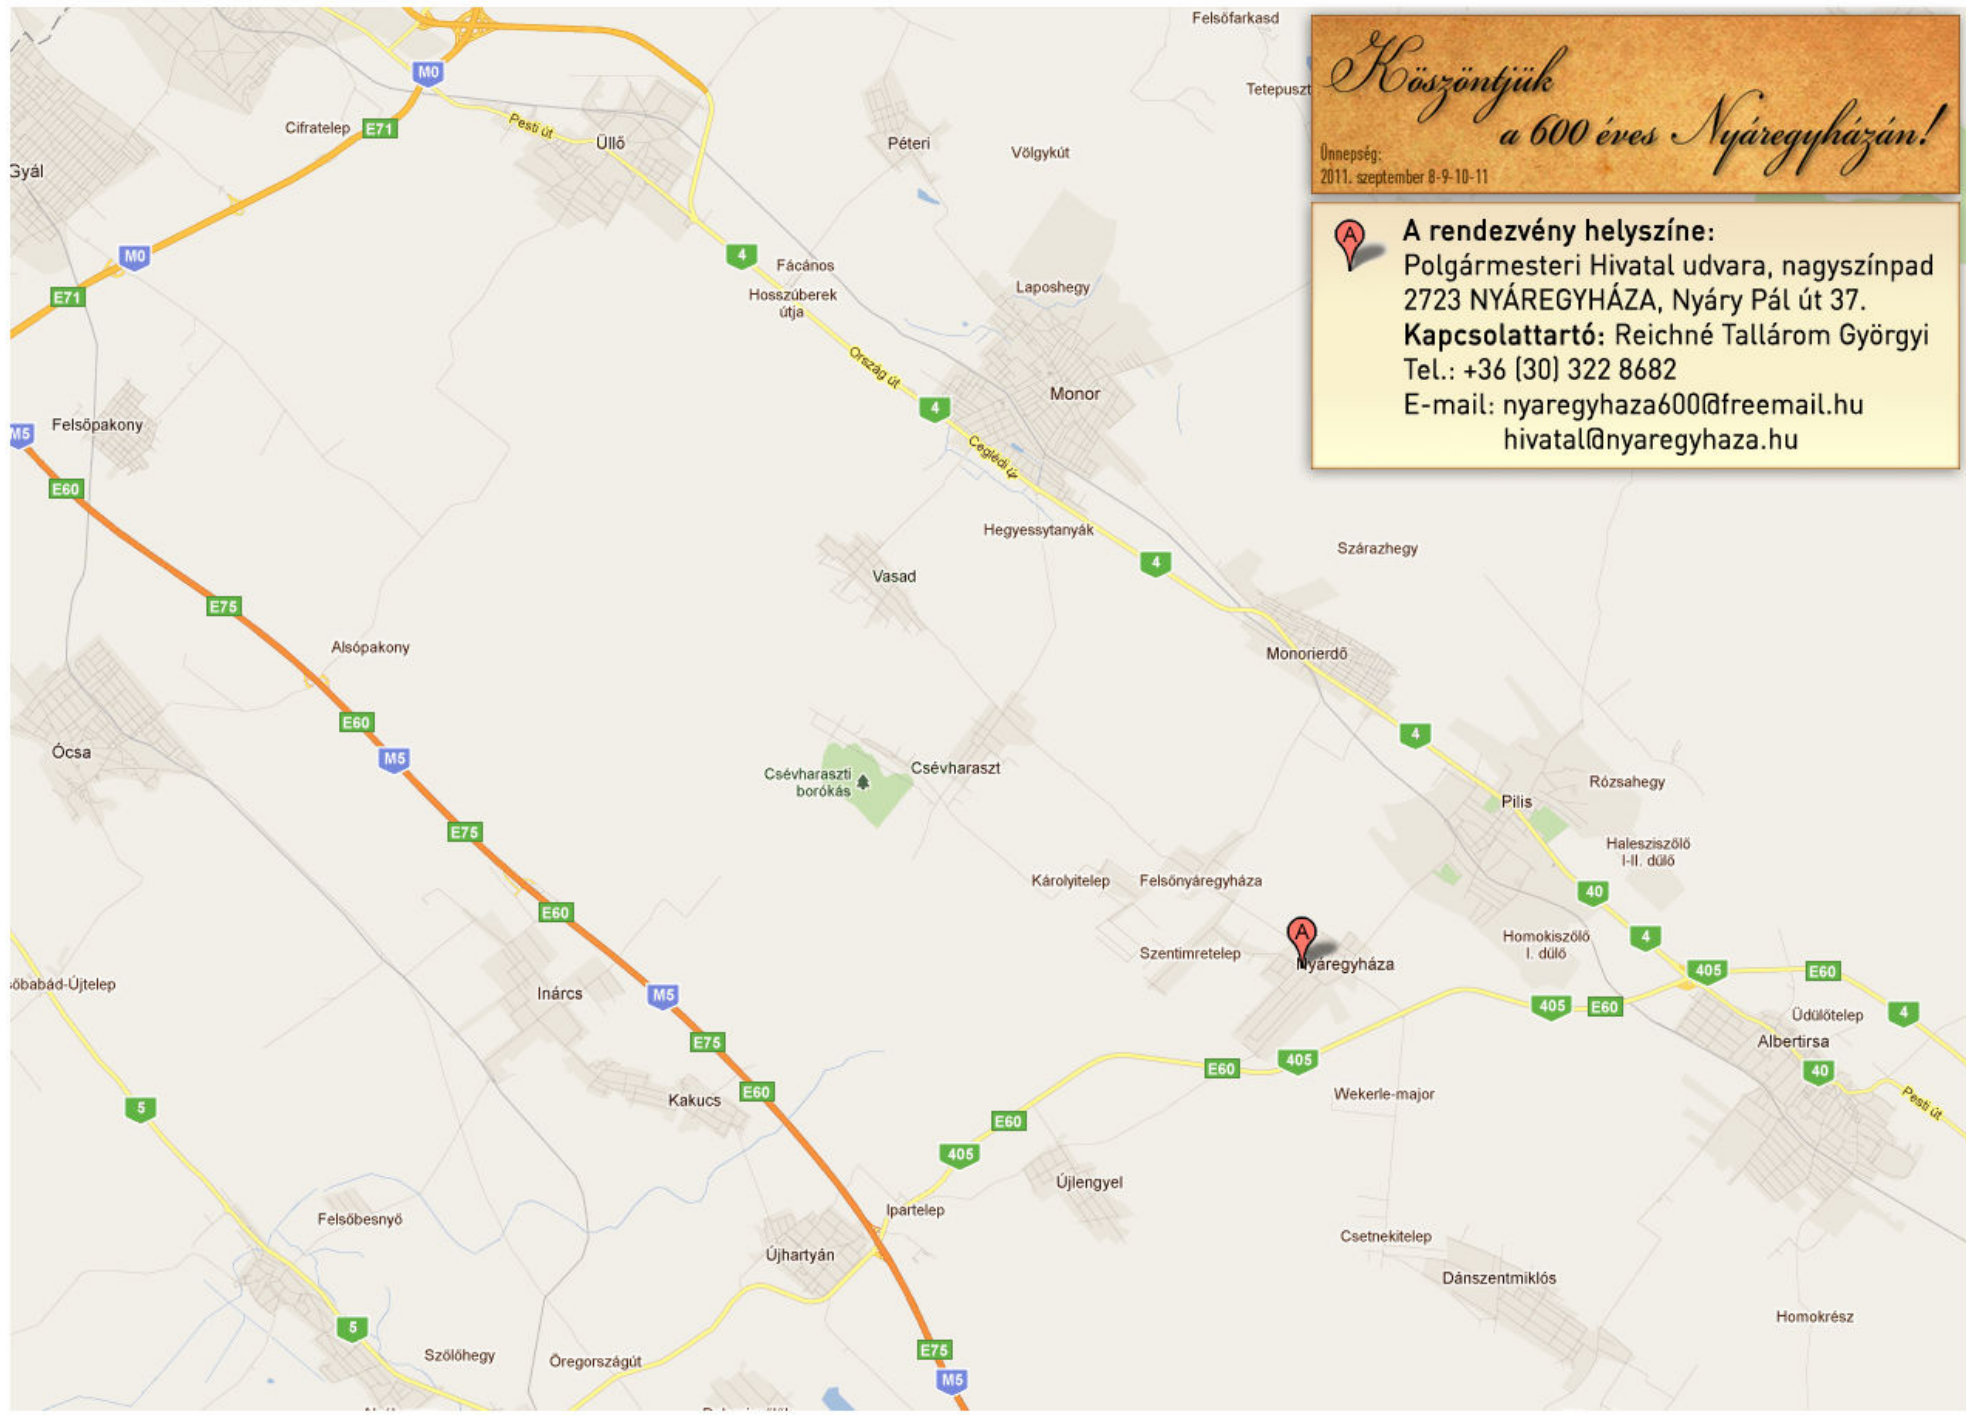 Köszöntjük
a 600 éves Nyáregyházán!
Ünnepség:
2011. szeptember 8-9-10-11
A
A rendezvény helyszíne:
Polgármesteri Hivatal udvara, nagyszínpad
2723 NYÁREGYHÁZA, Nyáry Pál út 37.
Kapcsolattartó: Reichné Tallárom Györgyi
Tel.: +36 (30) 322 8682
E-mail: nyaregyhaza600@freemail.hu
hivatal@nyaregyhaza.hu
Felsőfarkasd
M0
Tetepuszt
Cifratelep
E71
Pesti út
Üllő
Péteri
Völgykút
Gyál
M0
4
Fácános
Hosszúberek
útja
Laposhegy
E71
Ország út
Monor
4
Felsőpakony
M5
Ceglédi út
E60
Hegyessytanyák
Szárazhegy
4
Vasad
E75
Alsópakony
Monorierdő
E60
4
Ócsa
M5
Csévharaszti
borókás
Csévharaszt
Rózsahegy
Pilis
E75
Halesziszőlő
I-II. dűlő
Károlyitelep
Felsőnyáregyháza
40
E60
A
Homokiszőlő
I. dűlő
4
Szentimretelep
Nyáregyháza
405
E60
sőbabád-Újtelep
Inárcs
M5
405
E60
Üdülőtelep
4
E75
Albertirsa
405
E60
40
E60
Kakucs
Wekerle-major
Pesti út
5
E60
405
Újlengyel
Ipartelep
Felsőbesnyő
Csetnekitelep
Újhartyán
Dánszentmiklós
Homokrész
5
Szőlőhegy
Öregországút
E75
M5